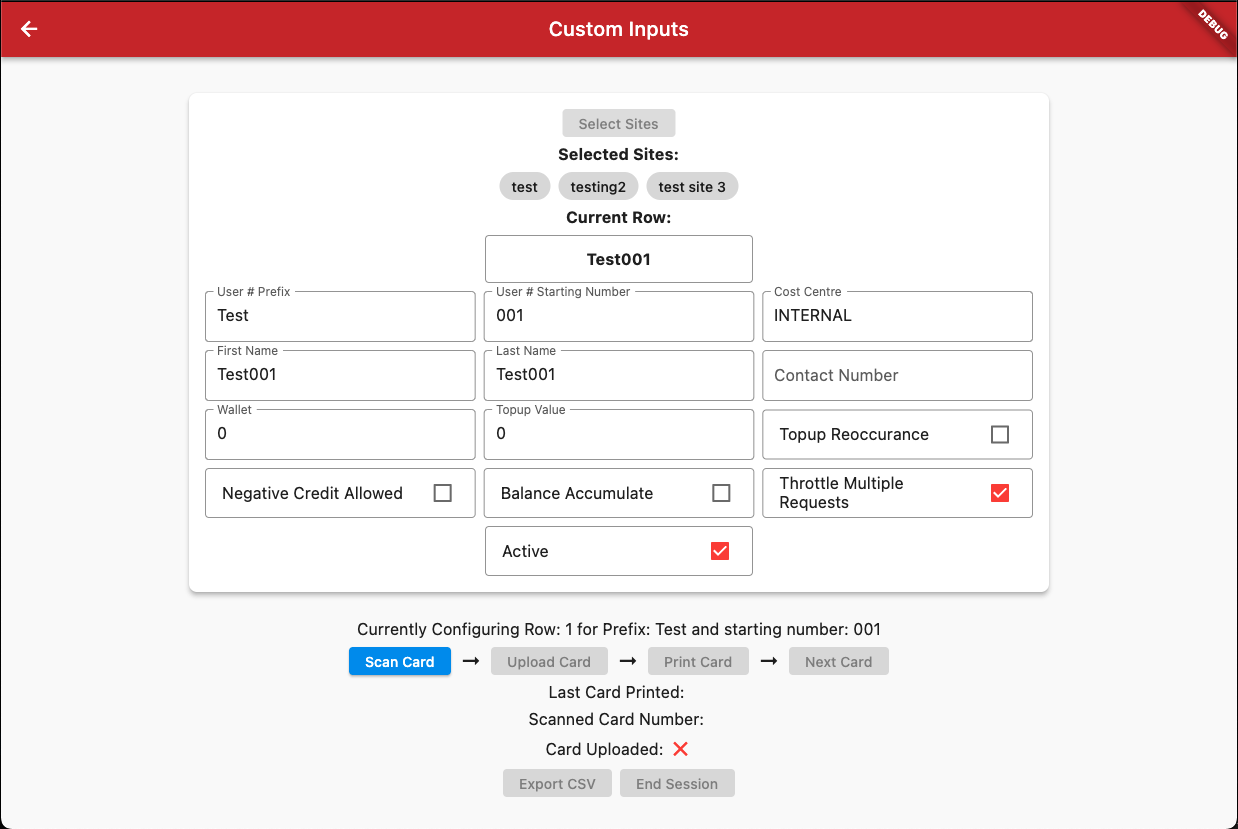 Custom Inputs
DEBUG
Select Sites
Selected Sites:
test testing2 test site 3
Current Row:
Test001
User # Prefix User # Starting Number Cost Centre
Test 001 INTERNAL
First Name Last Name
Test001 Test001 Contact Number
Wallet Topup Value
0 0 Topup Reoccurance
Negative Credit Allowed Balance Accumulate Throttle Multiple
Requests
Active
Currently Configuring Row: 1 for Prefix: Test and starting number: 001
Scan Card → Upload Card → Print Card → Next Card
Last Card Printed:
Scanned Card Number:
Card Uploaded:
Export CSV End Session